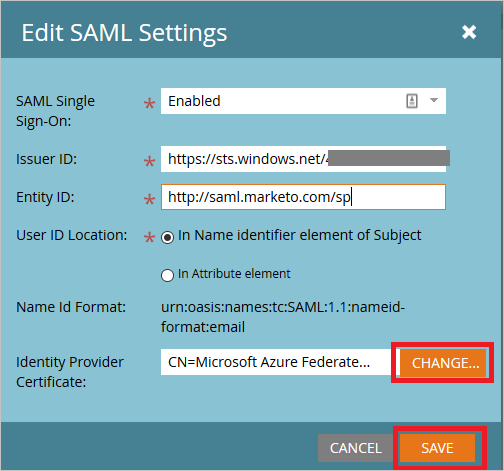 Edit SAML Settings
SAML Single
Sign-On:
Enabled
Issuer ID:
https://sts.windows.net/
Entity ID:
http://saml.marketo.com/sp
User ID Location:
In Name identifier element of Subject
In Attribute element
Name Id Format:
urn:oasis:names:tc:SAML:1.1:nameid-
format:email
Identity Provider
Certificate:
CN=Microsoft Azure Federate...
CHANGE...
CANCEL
SAVE